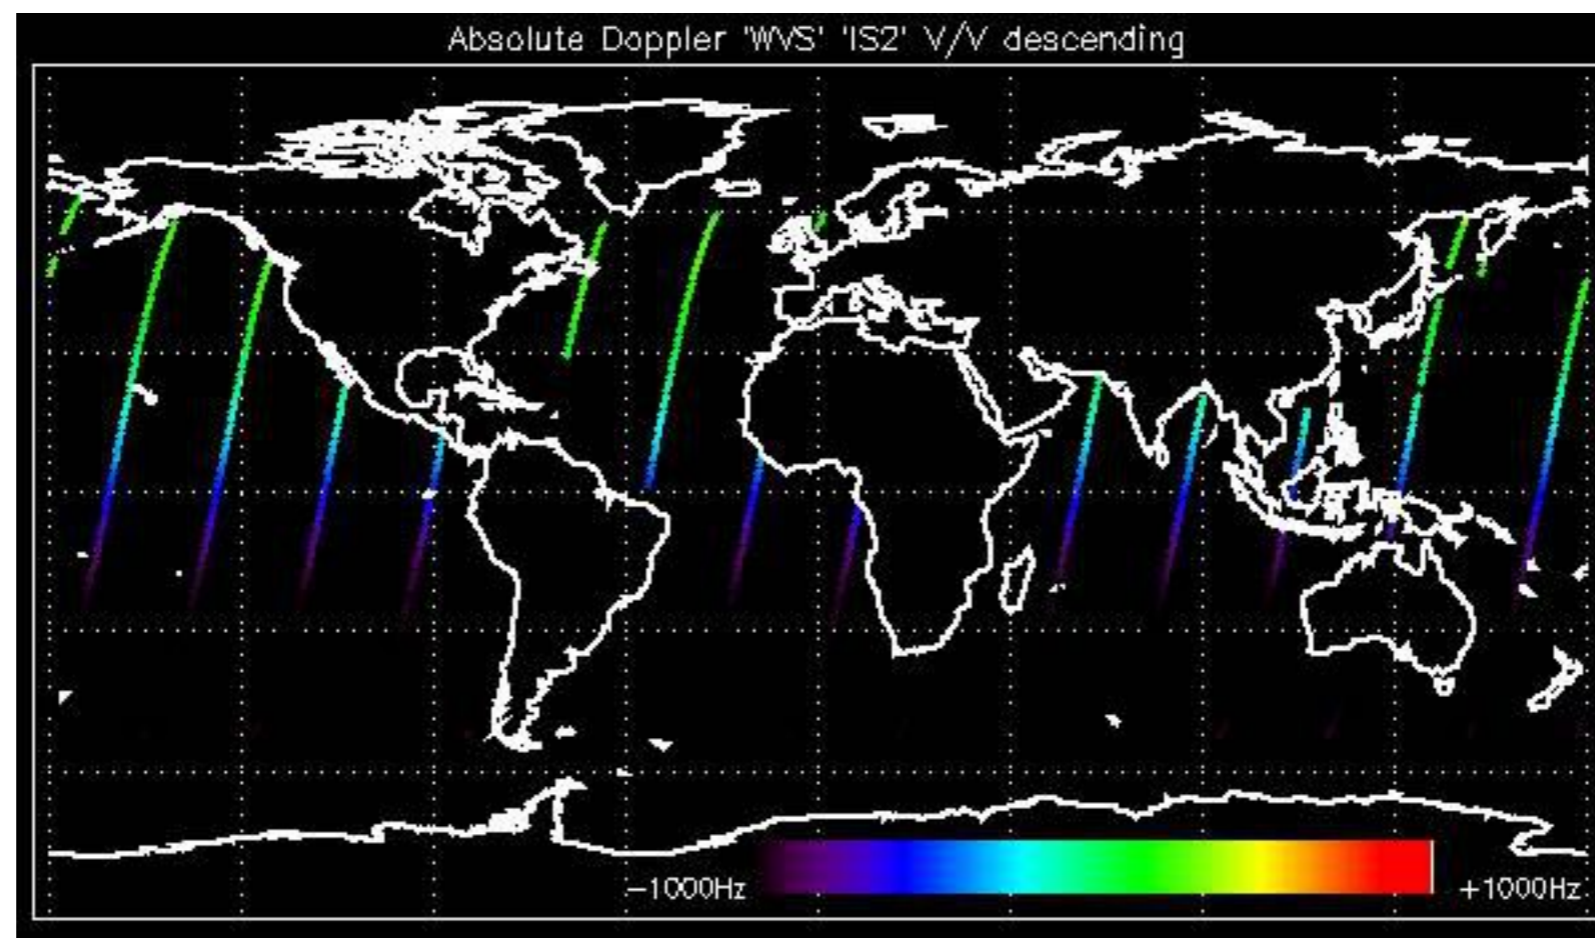 Absolute Doppler 'WVS' 'IS2' V/V descending
−1000Hz
+1000Hz